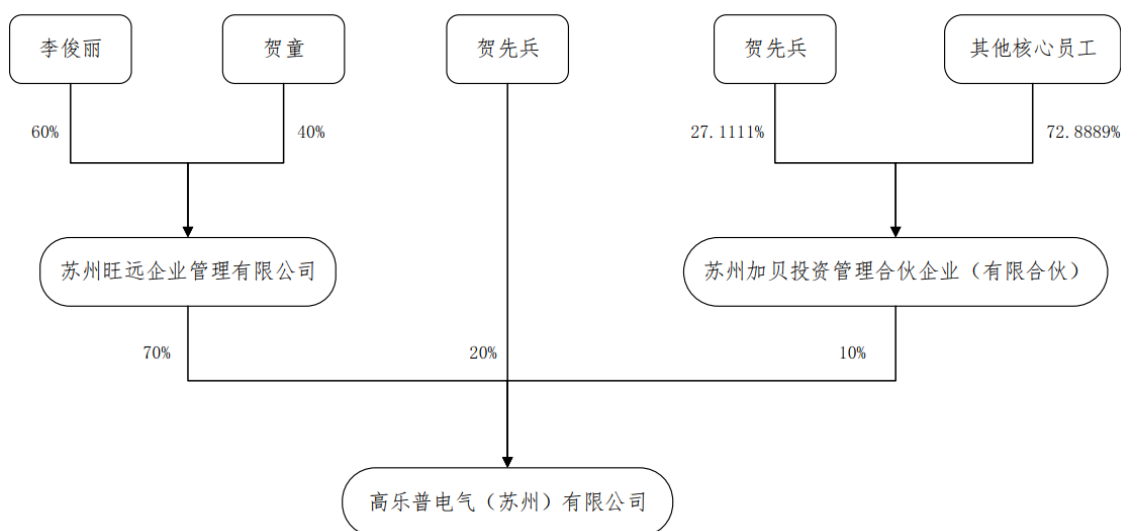 李俊丽
贺童
贺先兵
贺先兵
其他核心员工
60%
40%
27.1111%
72.8889%
苏州旺远企业管理有限公司
苏州加贝投资管理合伙企业（有限合伙）
70%
20%
10%
高乐普电气（苏州）有限公司